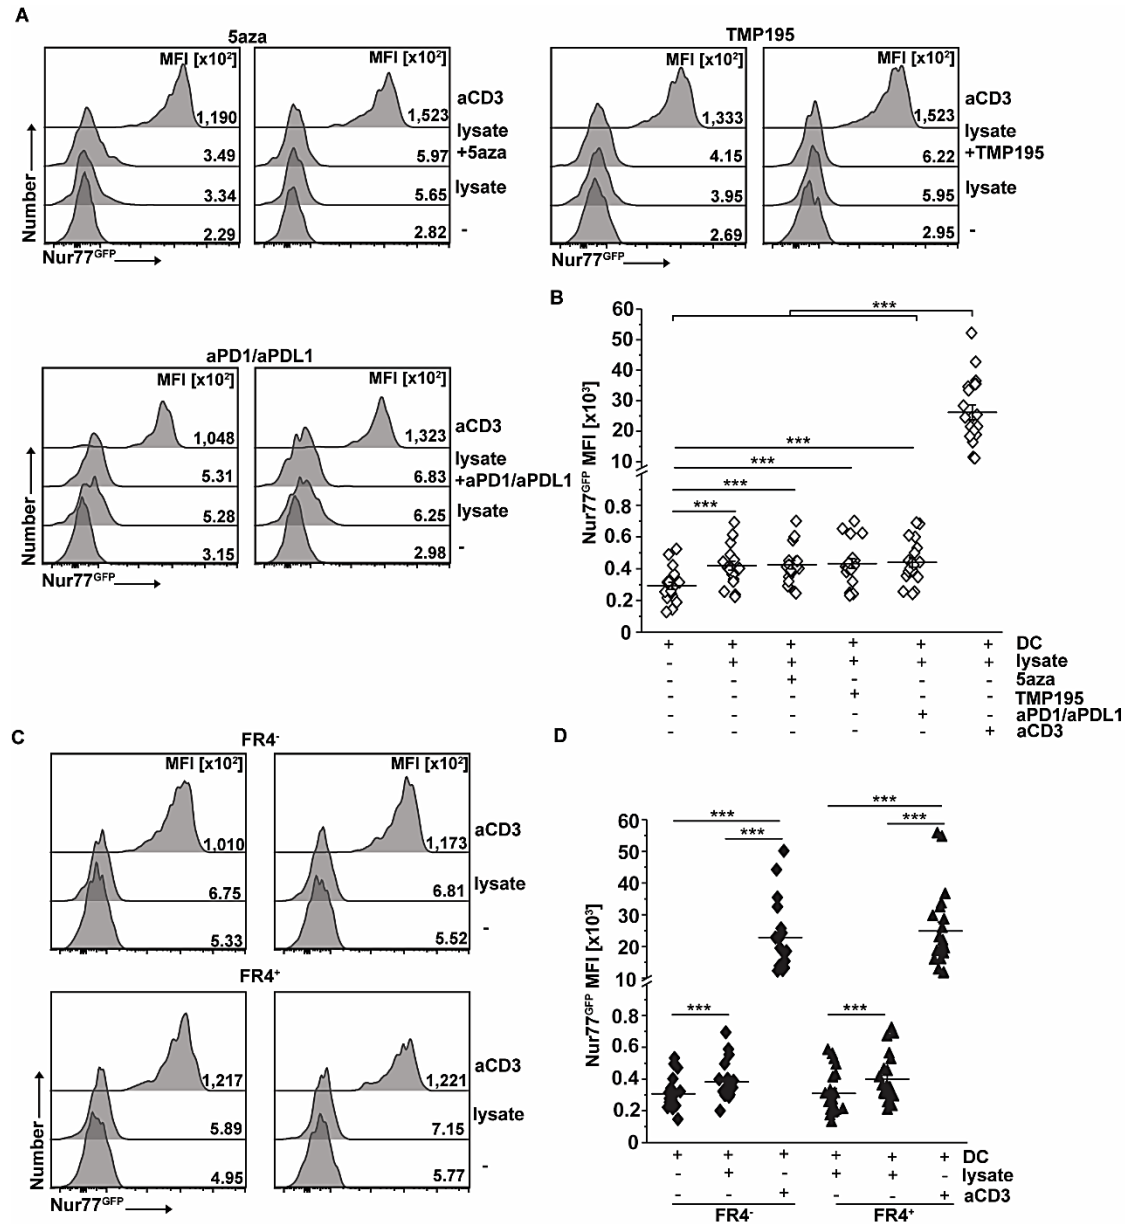 A
5aza
MFI [x10²] MFI [x10²]
1,190 1,523 aCD3
3.49 5.97 lysate +5aza
3.34 5.65 lysate
2.29 2.82 -
Number
Nur77GFP
TMP195
MFI [x10²] MFI [x10²]
1,333 1,523 aCD3
4.15 6.22 lysate +TMP195
3.95 5.95 lysate
2.69 2.95 -
Number
Nur77GFP
aPD1/aPDL1
MFI [x10²] MFI [x10²]
1,048 1,323 aCD3
5.31 6.83 lysate +aPD1/aPDL1
5.28 6.25 lysate
3.15 2.98 -
Number
Nur77GFP
B
Nur77GFP MFI [x10³]
60
50
40
30
20
10
0.8
0.6
0.4
0.2
0
***
***
***
***
***
+ + + + + + DC
- + + + + + lysate
- - + - - - 5aza
- - - + - - TMP195
- - - - + - aPD1/aPDL1
- - - - - + aCD3
C
FR4-
MFI [x10²] MFI [x10²]
1,010 1,173 aCD3
6.75 6.81 lysate
5.33 5.52 -
FR4+
1,217 1,221 aCD3
5.89 7.15 lysate
4.95 5.77 -
Number
Nur77GFP
D
Nur77GFP MFI [x10³]
60
50
40
30
20
10
0.8
0.6
0.4
0.2
0
*** ***
*** ***
*** ***
+ + + + + + DC
- + - + + - lysate
- - + - - + aCD3
FR4- FR4+